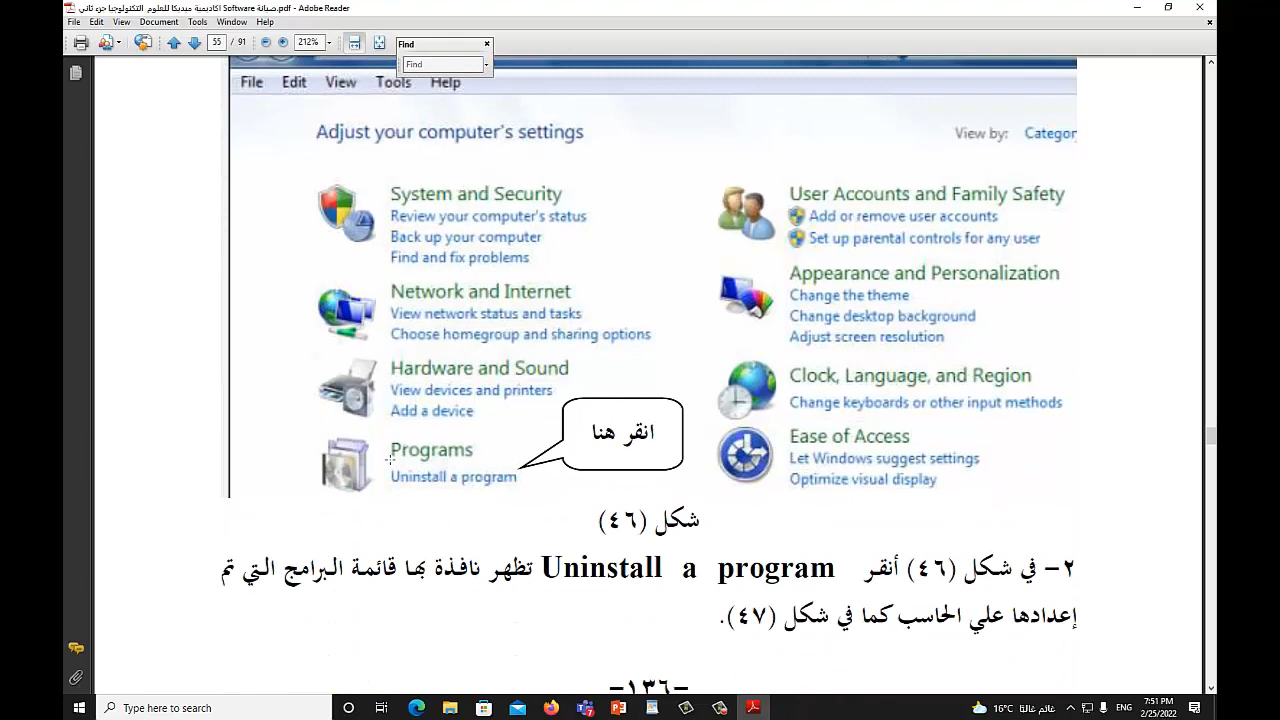 صيانة Software اكاديمية ميديكا للعلوم التكنولوجيا جزء ثاني.pdf - Adobe Reader
File Edit View Document Tools Window Help
55 / 91 212% Find
Find
File Edit View Tools Help
Adjust your computer's settings
View by: Categor
System and Security
Review your computer's status
Back up your computer
Find and fix problems
Network and Internet
View network status and tasks
Choose homegroup and sharing options
Hardware and Sound
View devices and printers
Add a device
Programs
Uninstall a program
انقر هنا
User Accounts and Family Safety
Add or remove user accounts
Set up parental controls for any user
Appearance and Personalization
Change the theme
Change desktop background
Adjust screen resolution
Clock, Language, and Region
Change keyboards or other input methods
Ease of Access
Let Windows suggest settings
Optimize visual display
شكل (٤٦)
٢- في شكل (٤٦) أنقر Uninstall a program تظهر نافذة بها قائمة البرامج التي تم
إعدادها علي الحاسب كما في شكل (٤٧).
-١٣٦-
Type here to search
16°C غائم غالبًا ENG 7:51 PM
2/25/2022